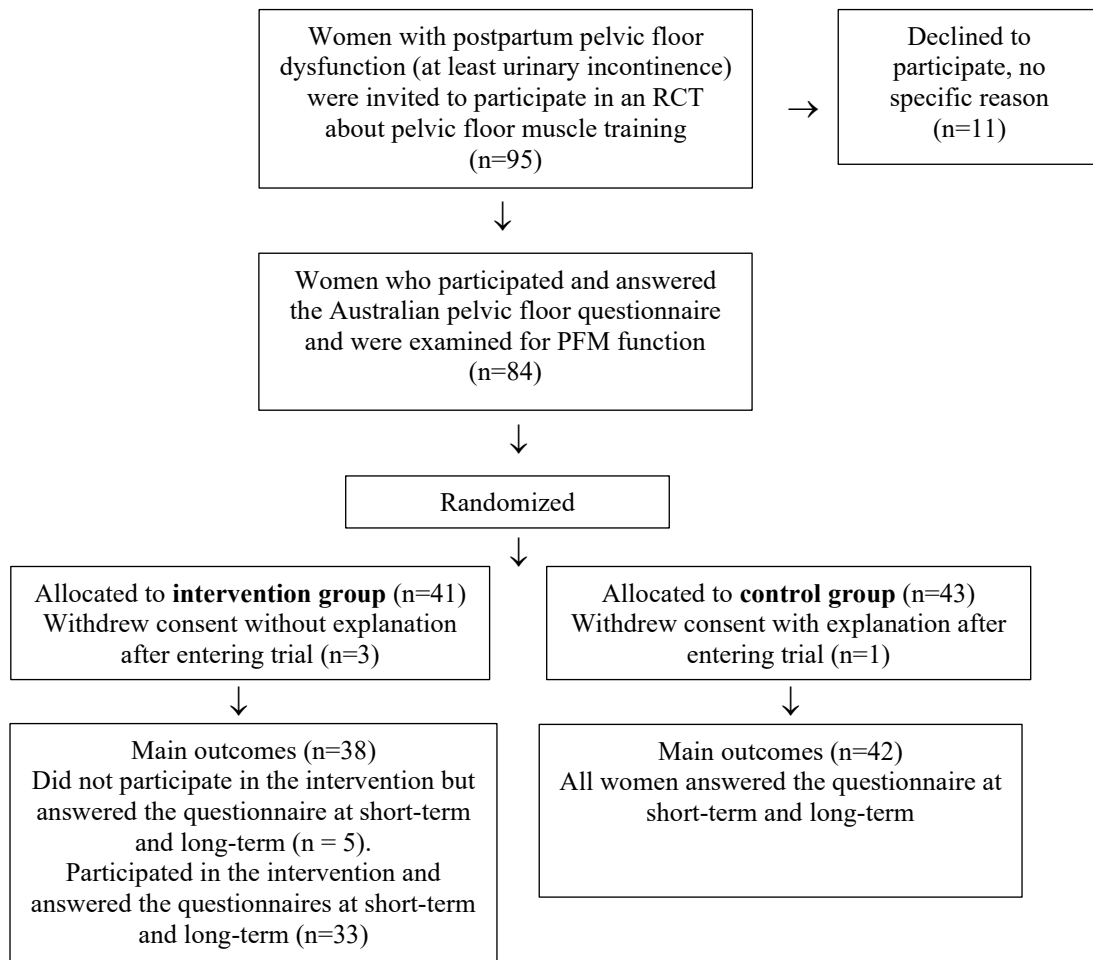 Women with postpartum pelvic floor
dysfunction (at least urinary incontinence)
were invited to participate in an RCT
about pelvic floor muscle training
(n=95)
→
Declined to
participate, no
specific reason
(n=11)
↓
Women who participated and answered
the Australian pelvic floor questionnaire
and were examined for PFM function
(n=84)
↓
Randomized
↓
Allocated to intervention group (n=41)
Withdrew consent without explanation
after entering trial (n=3)
Allocated to control group (n=43)
Withdrew consent with explanation after
entering trial (n=1)
↓
↓
Main outcomes (n=38)
Did not participate in the intervention but
answered the questionnaire at short-term
and long-term (n = 5).
Participated in the intervention and
answered the questionnaires at short-term
and long-term (n=33)
Main outcomes (n=42)
All women answered the questionnaire at
short-term and long-term